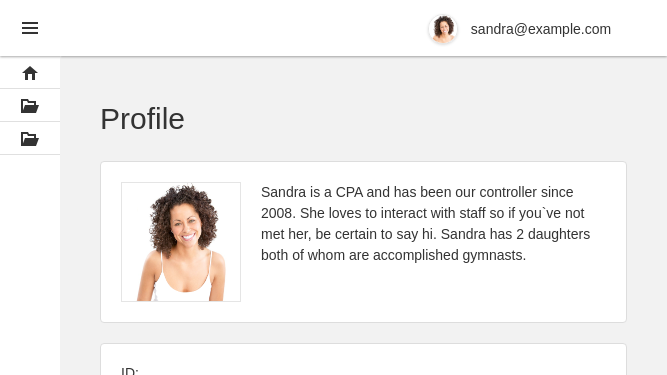 sandra@example.com
Profile
Sandra is a CPA and has been our controller since
2008. She loves to interact with staff so if you`ve not
met her, be certain to say hi. Sandra has 2 daughters
both of whom are accomplished gymnasts.
ID: